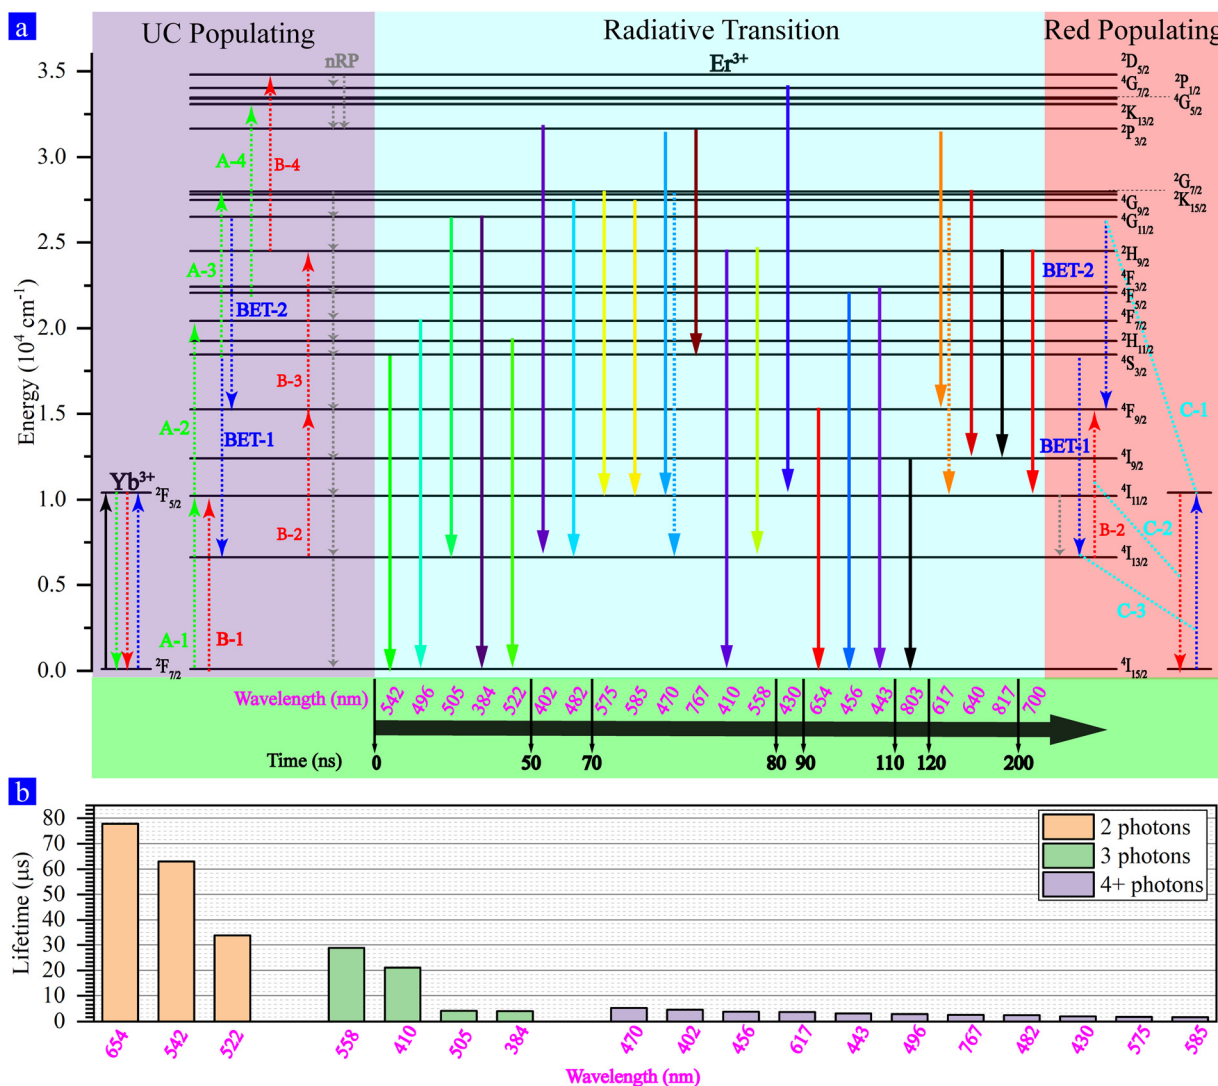 a
UC Populating
Radiative Transition
Red Populating
nRP
Er³⁺
Energy (10⁴ cm⁻¹)
3.5
3.0
2.5
2.0
1.5
1.0
0.5
0.0
²D₅/₂
⁴G₇/₂
²P₁/₂
⁴G₅/₂
²K₁₃/₂
²P₃/₂
²G₇/₂
²K₁₅/₂
⁴G₉/₂
⁴G₁₁/₂
²H₉/₂
⁴F₃/₂
⁴F₅/₂
⁴F₇/₂
²H₁₁/₂
⁴S₃/₂
⁴F₉/₂
⁴I₉/₂
⁴I₁₁/₂
⁴I₁₃/₂
⁴I₁₅/₂
A-4
B-4
A-3
BET-2
B-3
A-2
BET-1
Yb³⁺
²F₅/₂
B-2
A-1
B-1
²F₇/₂
BET-2
C-1
BET-1
B-2
C-2
C-3
Wavelength (nm)
542 496 505 384 522 402 482 575 585 470 767 410 558 430 654 456 443 803 617 640 817 700
Time (ns)
0 50 70 80 90 110 120 200
b
Lifetime (μs)
80
70
60
50
40
30
20
10
0
2 photons
3 photons
4+ photons
654 542 522 558 410 505 384 470 402 456 617 443 496 767 482 430 575 585
Wavelength (nm)